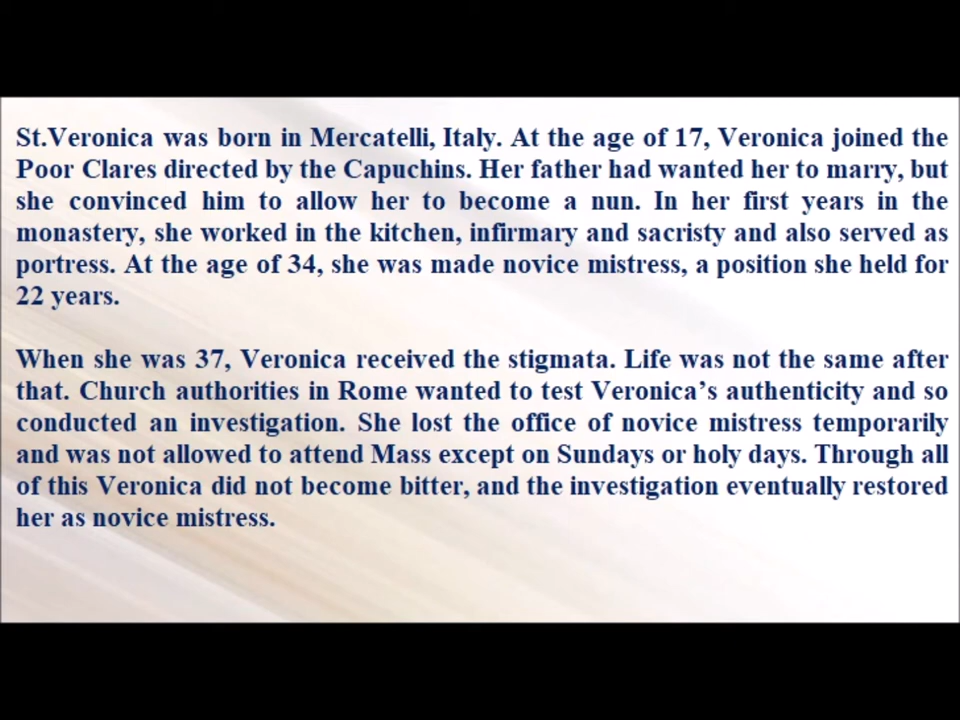 St.Veronica was born in Mercatelli, Italy. At the age of 17, Veronica joined the
Poor Clares directed by the Capuchins. Her father had wanted her to marry, but
she convinced him to allow her to become a nun. In her first years in the
monastery, she worked in the kitchen, infirmary and sacristy and also served as
portress. At the age of 34, she was made novice mistress, a position she held for
22 years.
When she was 37, Veronica received the stigmata. Life was not the same after
that. Church authorities in Rome wanted to test Veronica’s authenticity and so
conducted an investigation. She lost the office of novice mistress temporarily
and was not allowed to attend Mass except on Sundays or holy days. Through all
of this Veronica did not become bitter, and the investigation eventually restored
her as novice mistress.